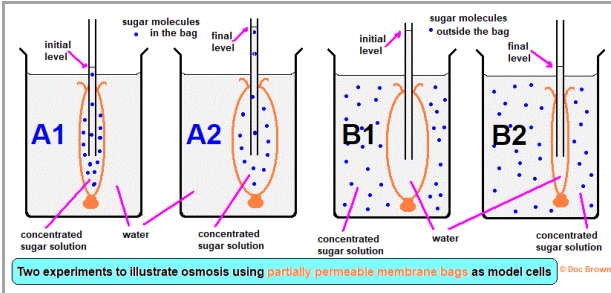 sugar molecules
in the bag
sugar molecules
outside the bag
initial
level
final
level
initial
level
final
level
A1
A2
B1
B2
concentrated
sugar solution
water
concentrated
sugar solution
concentrated
sugar solution
water
concentrated
sugar solution
Two experiments to illustrate osmosis using partially permeable membrane bags as model cells
© Doc Brown